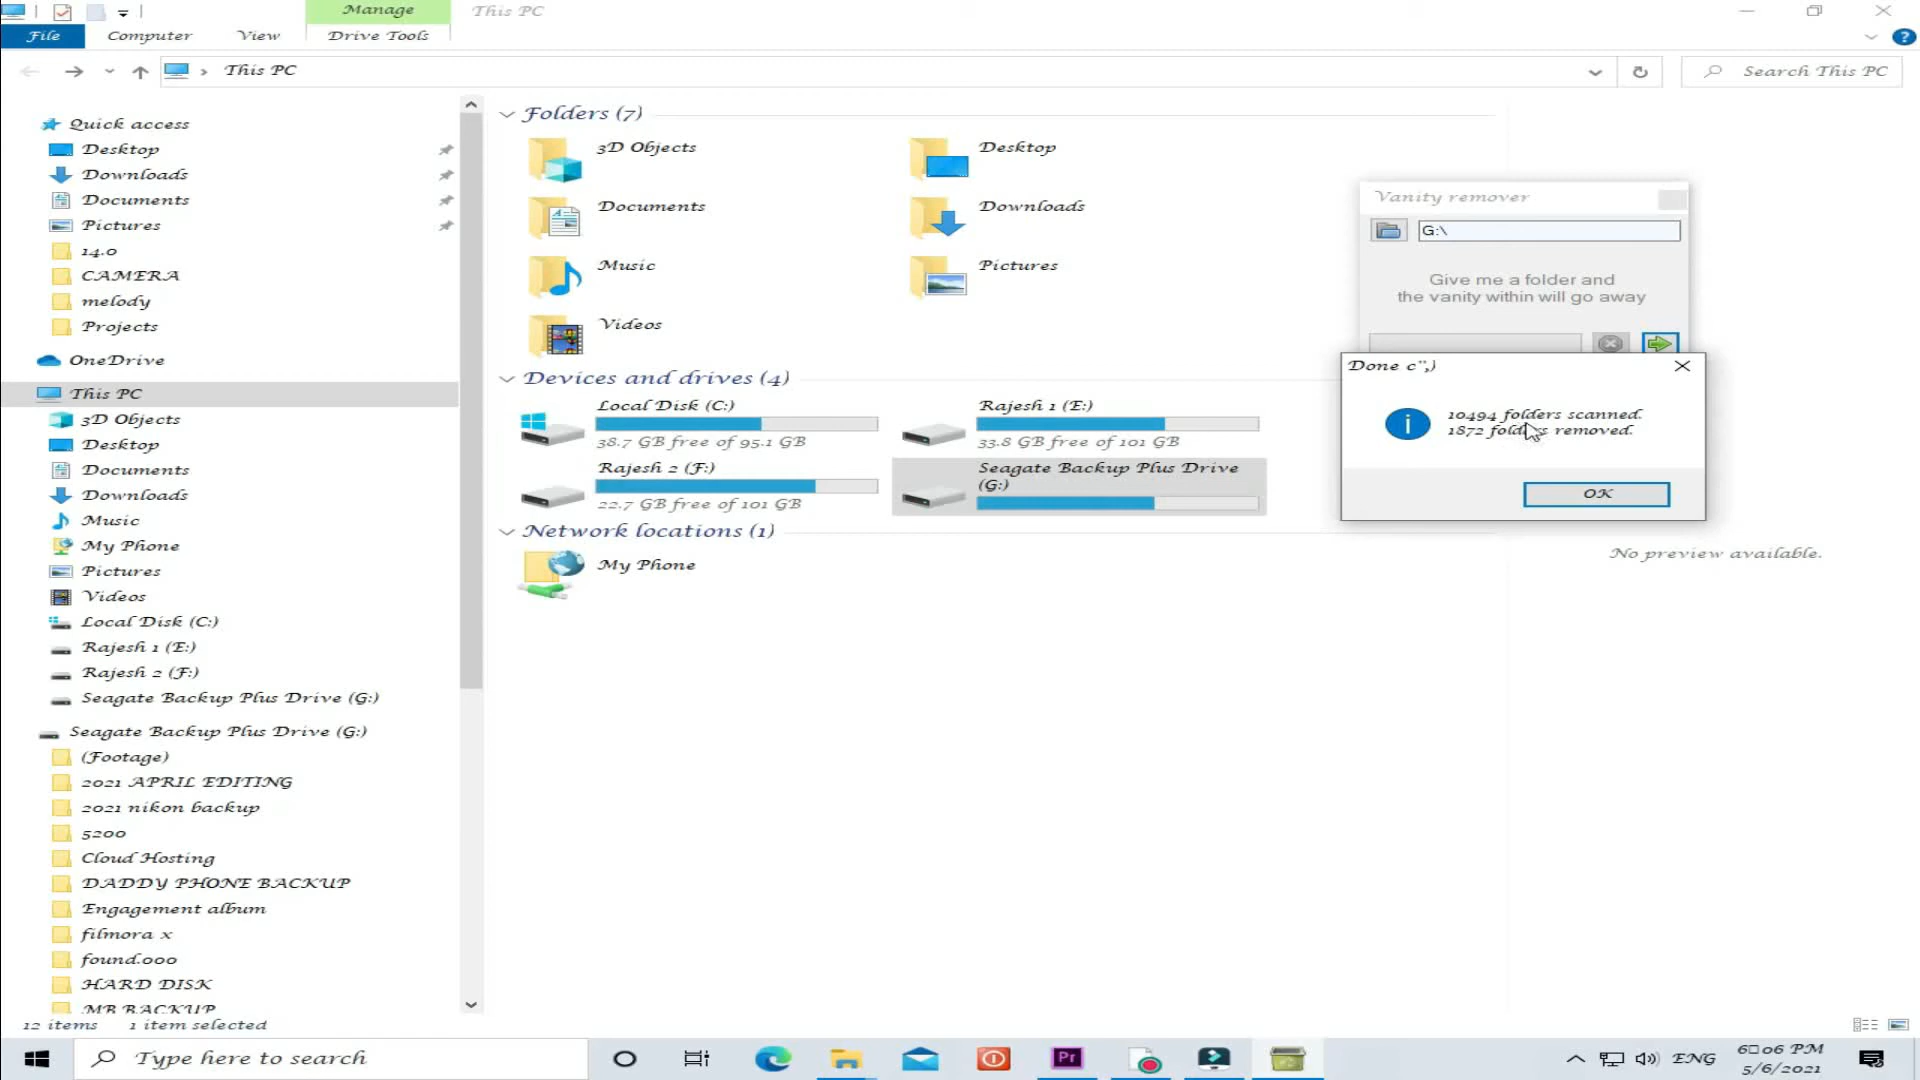 Manage
This PC
File
Computer
View
Drive Tools
This PC
Search This PC
Quick access
Desktop
Downloads
Documents
Pictures
14.0
CAMERA
melody
Projects
OneDrive
This PC
3D Objects
Desktop
Documents
Downloads
Music
My Phone
Pictures
Videos
Local Disk (C:)
Rajesh 1 (E:)
Rajesh 2 (F:)
Seagate Backup Plus Drive (G:)
Seagate Backup Plus Drive (G:)
(Footage)
2021 APRIL EDITING
2021 nikon backup
5200
Cloud Hosting
DADDY PHONE BACKUP
Engagement album
filmora x
found.000
HARD DISK
MB BACKUP
12 items
1 item selected
Folders (7)
3D Objects
Desktop
Documents
Downloads
Music
Pictures
Videos
Devices and drives (4)
Local Disk (C:)
38.7 GB free of 95.1 GB
Rajesh 1 (E:)
33.8 GB free of 101 GB
Rajesh 2 (F:)
22.7 GB free of 101 GB
Seagate Backup Plus Drive
(G:)
Network locations (1)
My Phone
Vanity remover
G:\
Give me a folder and
the vanity within will go away
Done c",)
10494 folders scanned.
1872 folders removed.
OK
No preview available.
Type here to search
Pr
ENG
6□06 PM
5/6/2021